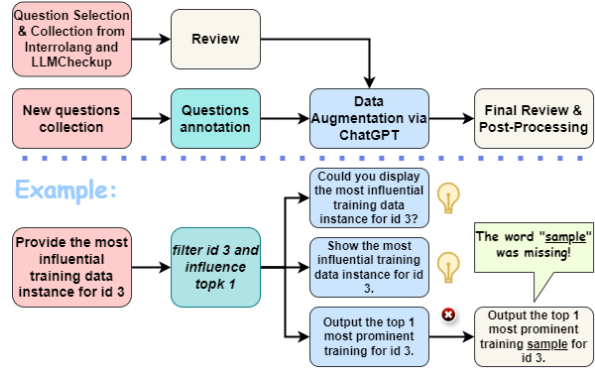 Question Selection
& Collection from
Interrolang and
LLMCheckup
Review
New questions
collection
Questions
annotation
Data
Augmentation via
ChatGPT
Final Review &
Post-Processing
Example:
Provide the most
influential
training data
instance for id 3
filter id 3 and
influence
topk 1
Could you display
the most influential
training data
instance for id 3?
Show the most
influential training
data instance for id
3.
Output the top 1
most prominent
training for id 3.
The word "sample"
was missing!
Output the top 1
most prominent
training sample for
id 3.